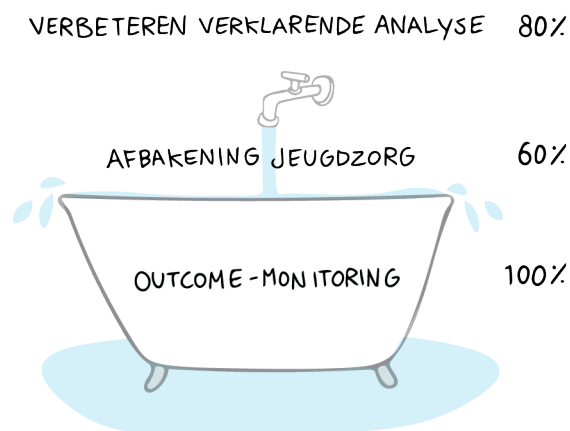 VERBETEREN VERKLARENDE ANALYSE 80%
AFBAKENING JEUGDZORG 60%
OUTCOME-MONITORING 100%